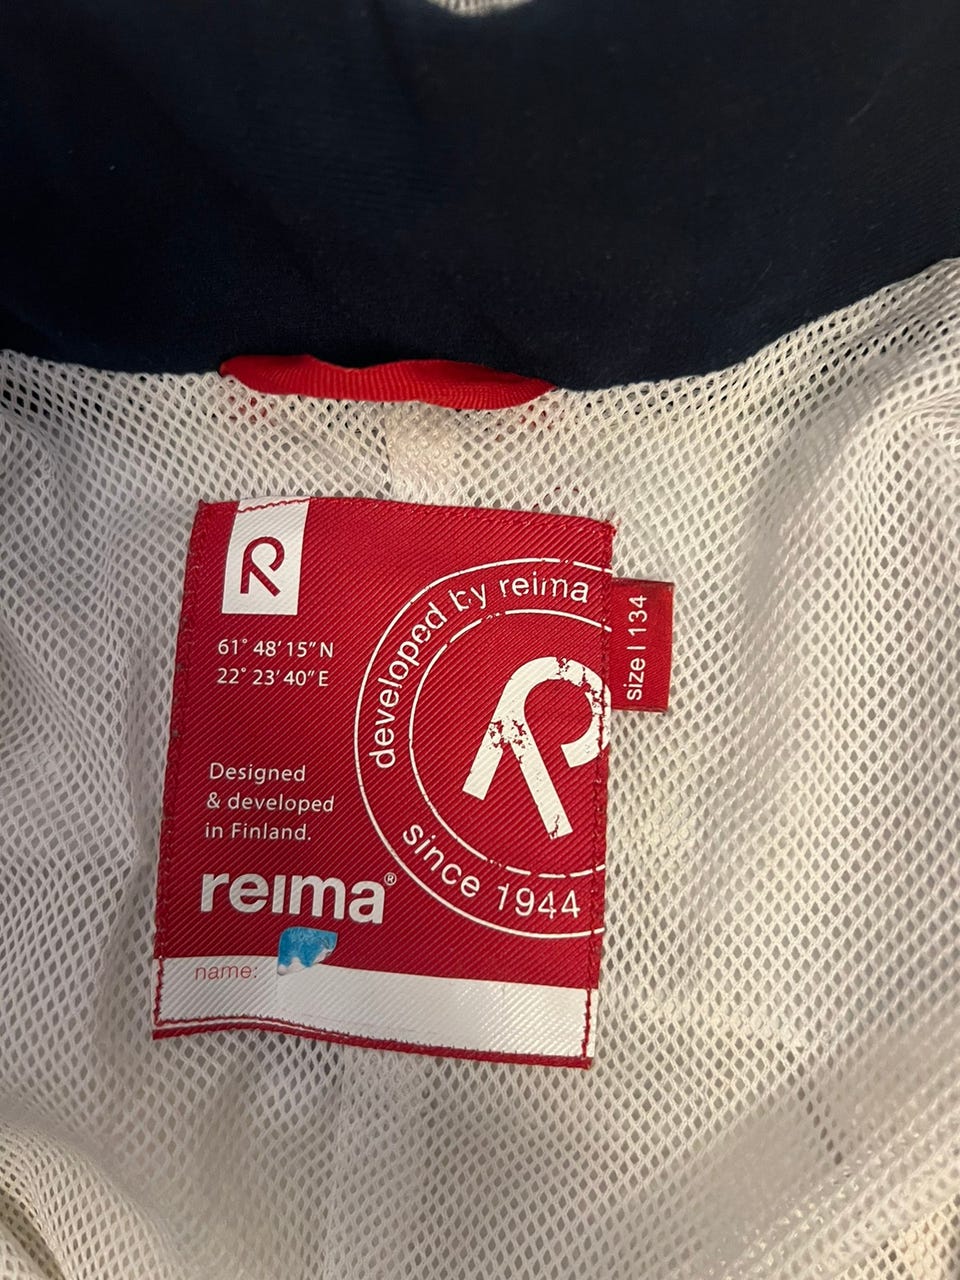 R
61° 48' 15" N
22° 23' 40" E
Designed
& developed
in Finland.
reima®
name:
developed by reima
R
since 1944
size I 134